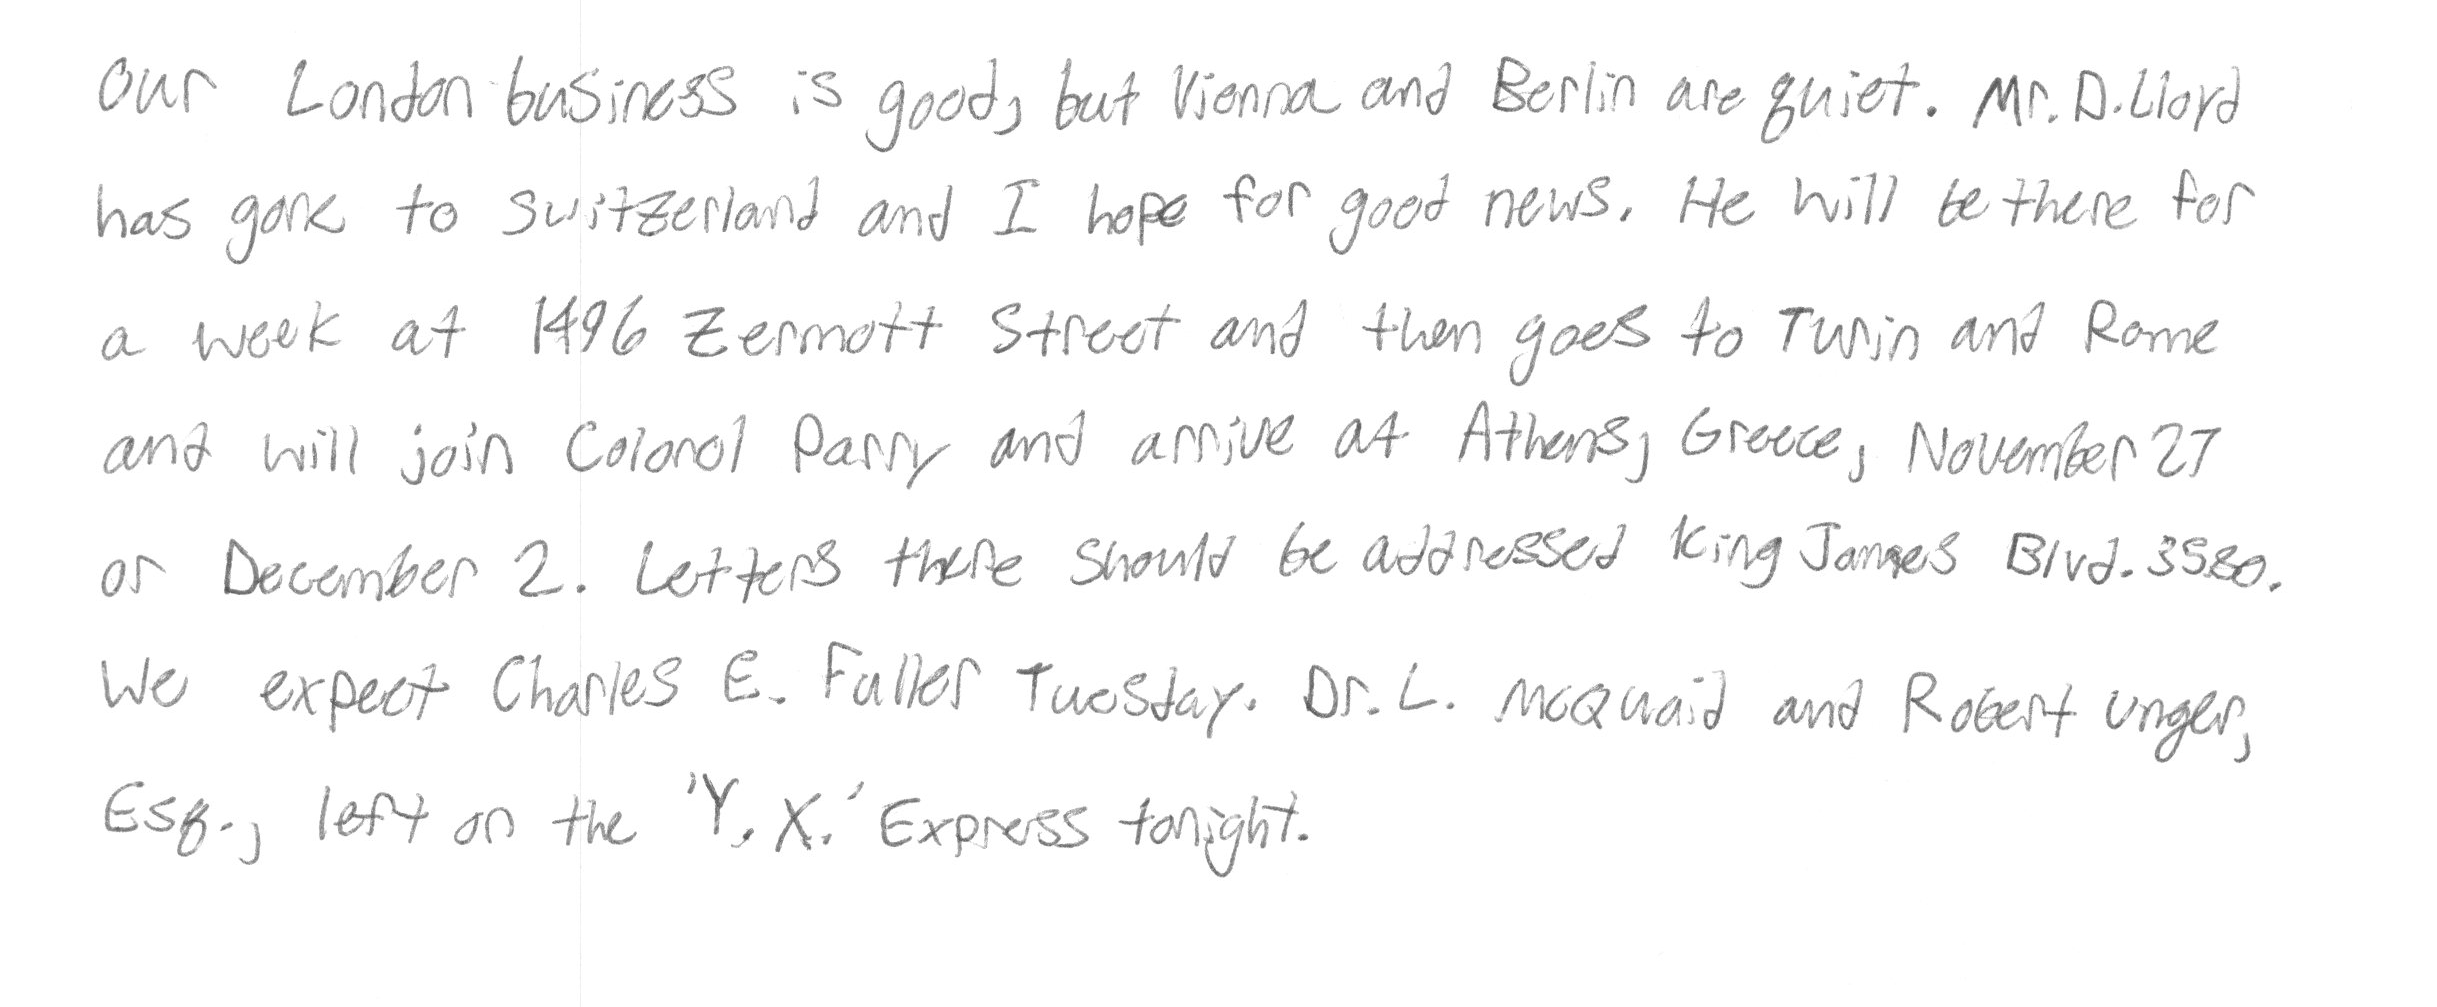 Our London business is good, but Vienna and Berlin are quiet. Mr. D. Lloyd
has gone to Switzerland and I hope for good news. He will be there for
a week at 1496 Zermott Street and then goes to Turin and Rome
and will join Colonel Parry and arrive at Athens, Greece, November 27
or December 2. Letters there should be addressed King James Blvd. 3580.
We expect Charles E. Fuller Tuesday. Dr. L. McQuaid and Robert Unger,
Esq., left on the 'Y. X.' Express tonight.